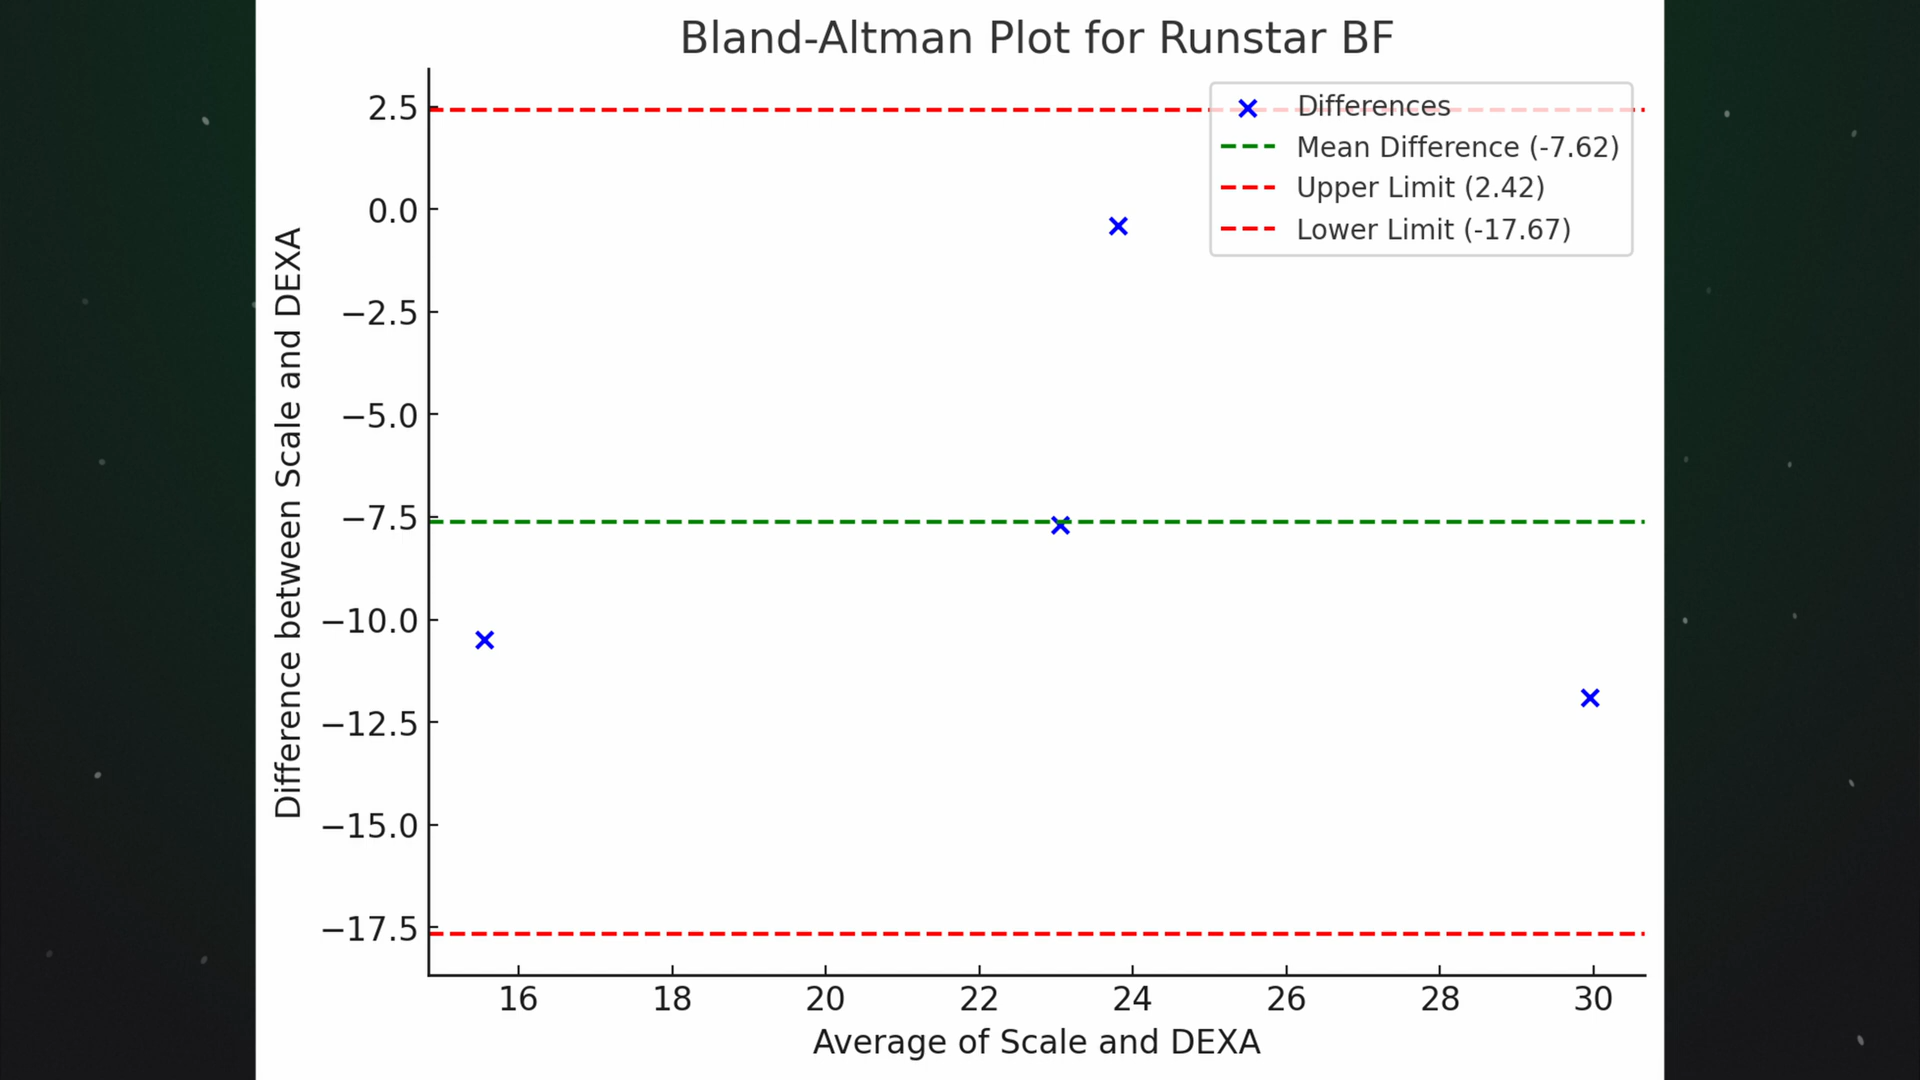 Bland-Altman Plot for Runstar BF
Differences
Mean Difference (-7.62)
Upper Limit (2.42)
Lower Limit (-17.67)
Difference between Scale and DEXA
2.5
0.0
−2.5
−5.0
−7.5
−10.0
−12.5
−15.0
−17.5
16 18 20 22 24 26 28 30
Average of Scale and DEXA